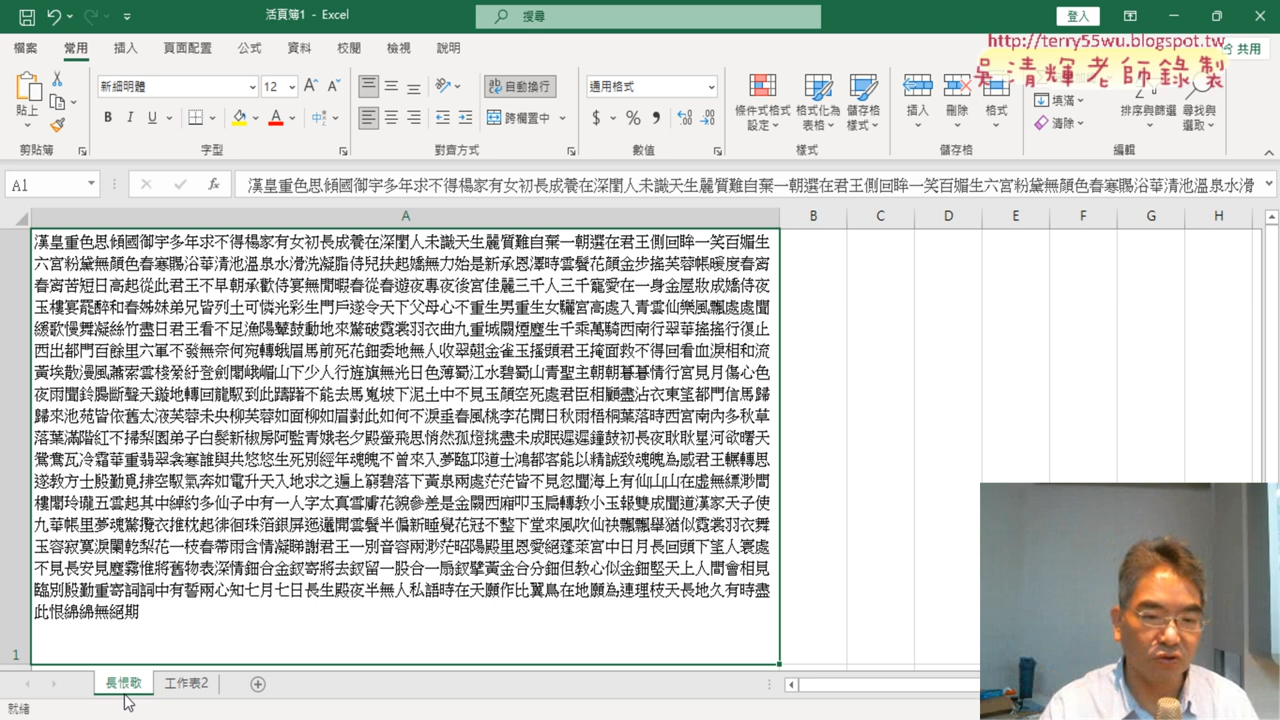 活頁簿1 - Excel
搜尋
登入
http://terry55wu.blogspot.tw
吳清輝老師錄製
檔案 常用 插入 頁面配置 公式 資料 校閱 檢視 說明 共用
新細明體 12 自動換行 通用格式
貼上 B I U 跨欄置中 $ % 條件式格式設定 格式化為表格 儲存格樣式 插入 刪除 格式 填滿 清除 排序與篩選 尋找與選取
剪貼簿 字型 對齊方式 數值 樣式 儲存格 編輯
A1 fx 漢皇重色思傾國御宇多年求不得楊家有女初長成養在深閨人未識天生麗質難自棄一朝選在君王側回眸一笑百媚生六宮粉黛無顏色春寒賜浴華清池溫泉水滑
A B C D E F G H
漢皇重色思傾國御宇多年求不得楊家有女初長成養在深閨人未識天生麗質難自棄一朝選在君王側回眸一笑百媚生
六宮粉黛無顏色春寒賜浴華清池溫泉水滑洗凝脂侍兒扶起嬌無力始是新承恩澤時雲鬢花顏金步搖芙蓉帳暖度春宵
春宵苦短日高起從此君王不早朝承歡侍宴無閒暇春從春遊夜專夜後宮佳麗三千人三千寵愛在一身金屋妝成嬌侍夜
玉樓宴罷醉和春姊妹弟兄皆列土可憐光彩生門戶遂令天下父母心不重生男重生女驪宮高處入青雲仙樂風飄處處聞
緩歌慢舞凝絲竹盡日君王看不足漁陽鼙鼓動地來驚破霓裳羽衣曲九重城闕煙塵生千乘萬騎西南行翠華搖搖行復止
西出都門百餘里六軍不發無奈何宛轉蛾眉馬前死花鈿委地無人收翠翹金雀玉搔頭君王掩面救不得回看血淚相和流
黃埃散漫風蕭索雲棧縈紆登劍閣峨嵋山下少人行旌旗無光日色薄蜀江水碧蜀山青聖主朝朝暮暮情行宮見月傷心色
夜雨聞鈴腸斷聲天鏇地轉回龍馭到此躊躇不能去馬嵬坡下泥土中不見玉顏空死處君臣相顧盡沾衣東望都門信馬歸
歸來池苑皆依舊太液芙蓉未央柳芙蓉如面柳如眉對此如何不淚垂春風桃李花開日秋雨梧桐葉落時西宮南內多秋草
落葉滿階紅不掃梨園弟子白髮新椒房阿監青娥老夕殿螢飛思悄然孤燈挑盡未成眠遲遲鐘鼓初長夜耿耿星河欲曙天
鴛鴦瓦冷霜華重翡翠衾寒誰與共悠悠生死別經年魂魄不曾來入夢臨邛道士鴻都客能以精誠致魂魄為感君王輾轉思
遂教方士殷勤覓排空馭氣奔如電升天入地求之遍上窮碧落下黃泉兩處茫茫皆不見忽聞海上有仙山山在虛無縹渺間
樓閣玲瓏五雲起其中綽約多仙子中有一人字太真雪膚花貌參差是金闕西廂叩玉扃轉教小玉報雙成聞道漢家天子使
九華帳里夢魂驚攬衣推枕起徘徊珠箔銀屏迤邐開雲鬢半偏新睡覺花冠不整下堂來風吹仙袂飄飄舉猶似霓裳羽衣舞
玉容寂寞淚闌乾梨花一枝春帶雨含情凝睇謝君王一別音容兩渺茫昭陽殿里恩愛絕蓬萊宮中日月長回頭下望人寰處
不見長安見塵霧惟將舊物表深情鈿合金釵寄將去釵留一股合一扇釵擘黃金合分鈿但教心似金鈿堅天上人間會相見
臨別殷勤重寄詞詞中有誓兩心知七月七日長生殿夜半無人私語時在天願作比翼鳥在地願為連理枝天長地久有時盡
此恨綿綿無絕期
1
長恨歌 工作表2
就緒